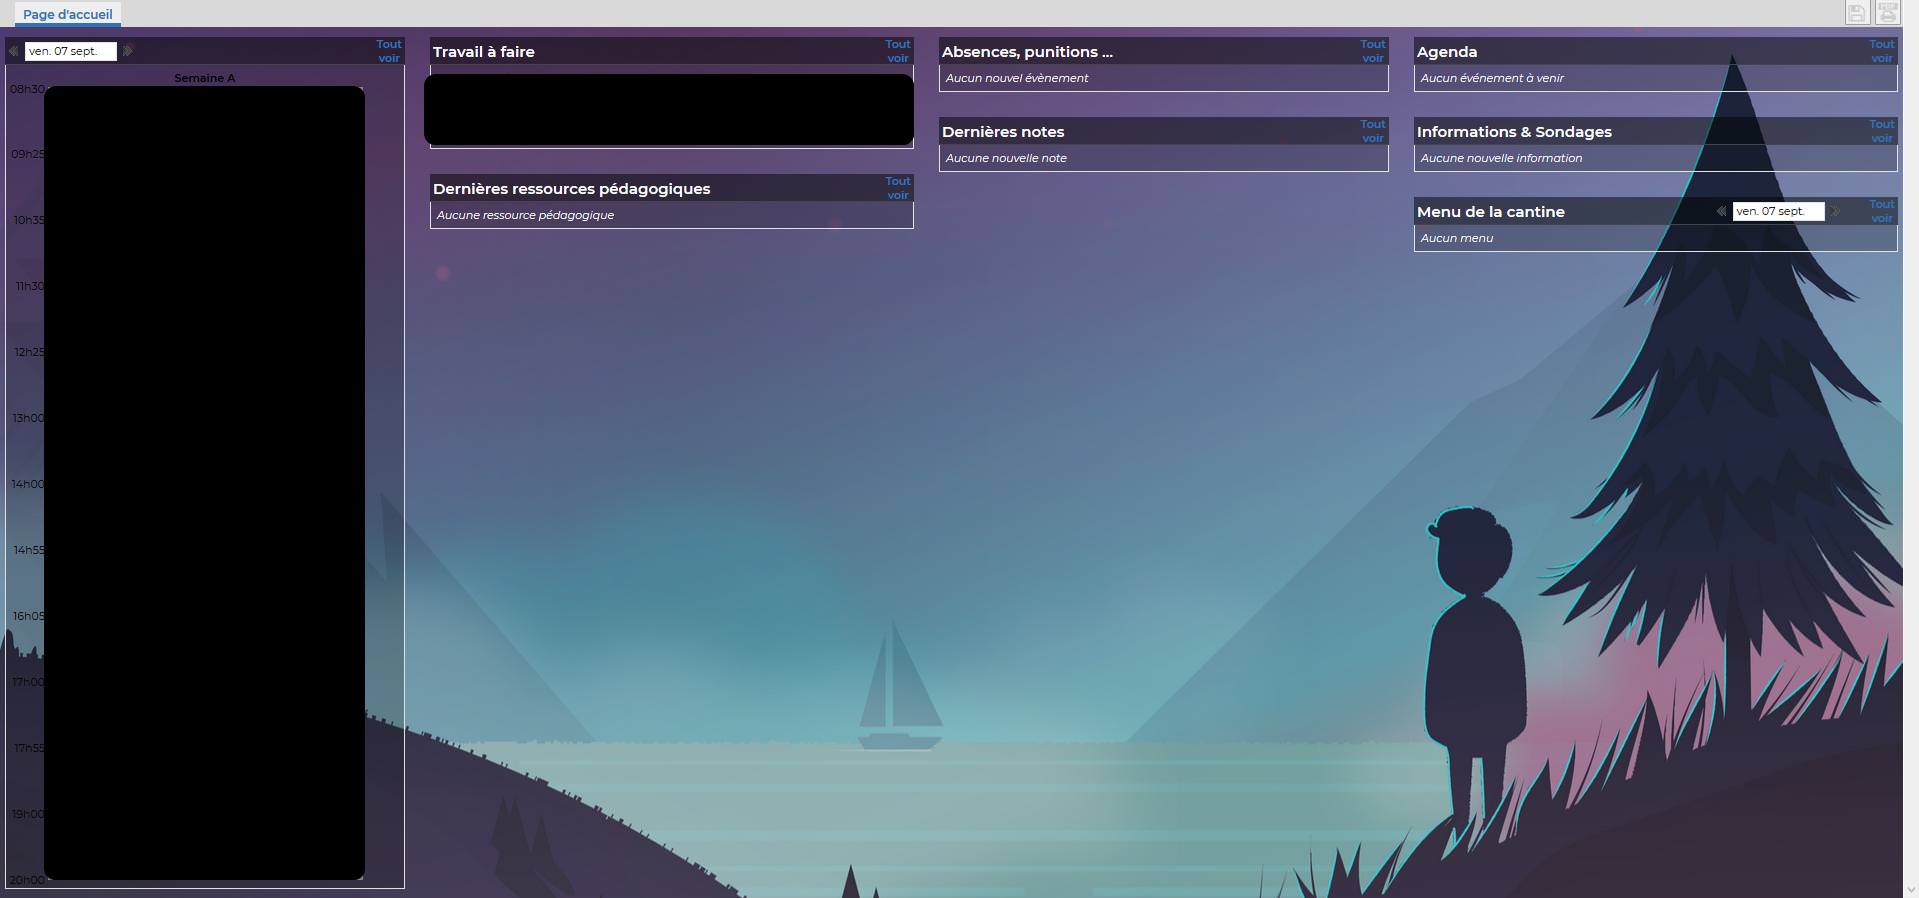 Page d'accueil
ven. 07 sept.
Tout voir
Semaine A
08h30
09h25
10h35
11h30
12h25
13h00
14h00
14h55
16h05
17h00
17h55
19h00
20h00
Travail à faire
Tout voir
Dernières ressources pédagogiques
Tout voir
Aucune ressource pédagogique
Absences, punitions ...
Tout voir
Aucun nouvel évènement
Dernières notes
Tout voir
Aucune nouvelle note
Agenda
Tout voir
Aucun événement à venir
Informations & Sondages
Tout voir
Aucune nouvelle information
Menu de la cantine
ven. 07 sept.
Tout voir
Aucun menu